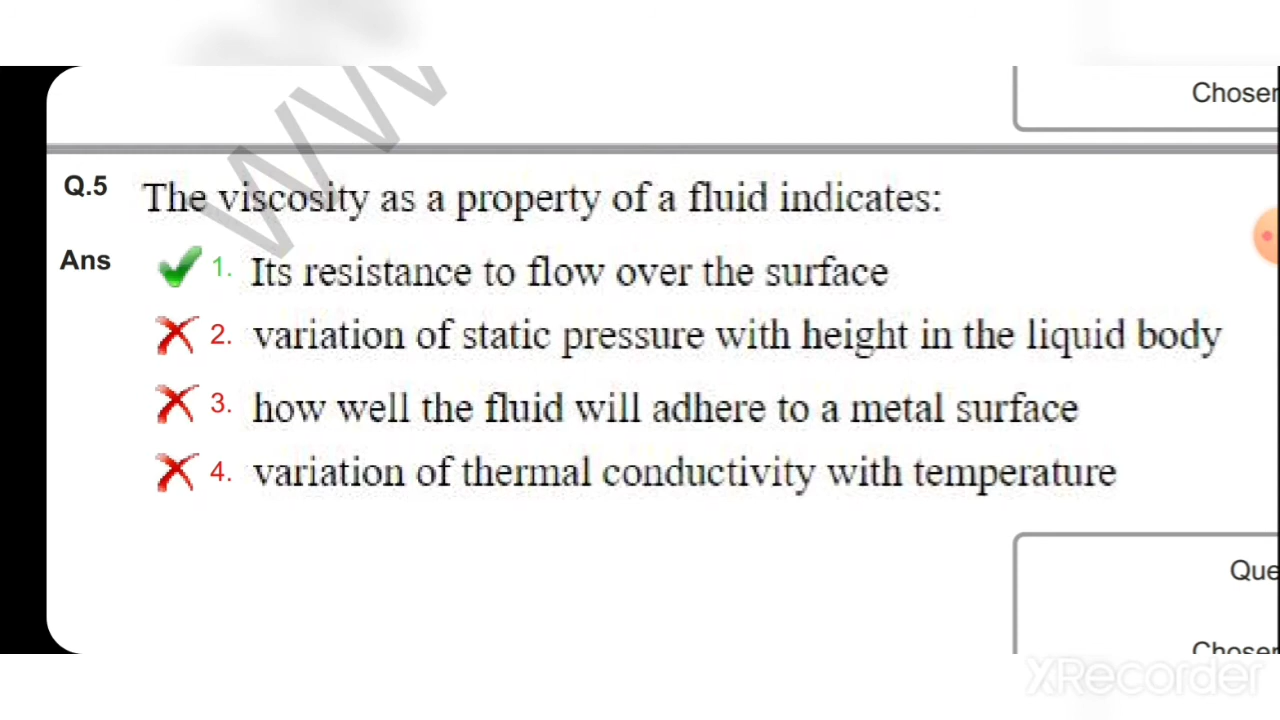 Chosen
Q.5 The viscosity as a property of a fluid indicates:
Ans 1. Its resistance to flow over the surface
2. variation of static pressure with height in the liquid body
3. how well the fluid will adhere to a metal surface
4. variation of thermal conductivity with temperature
Que
Chosen
XRecorder